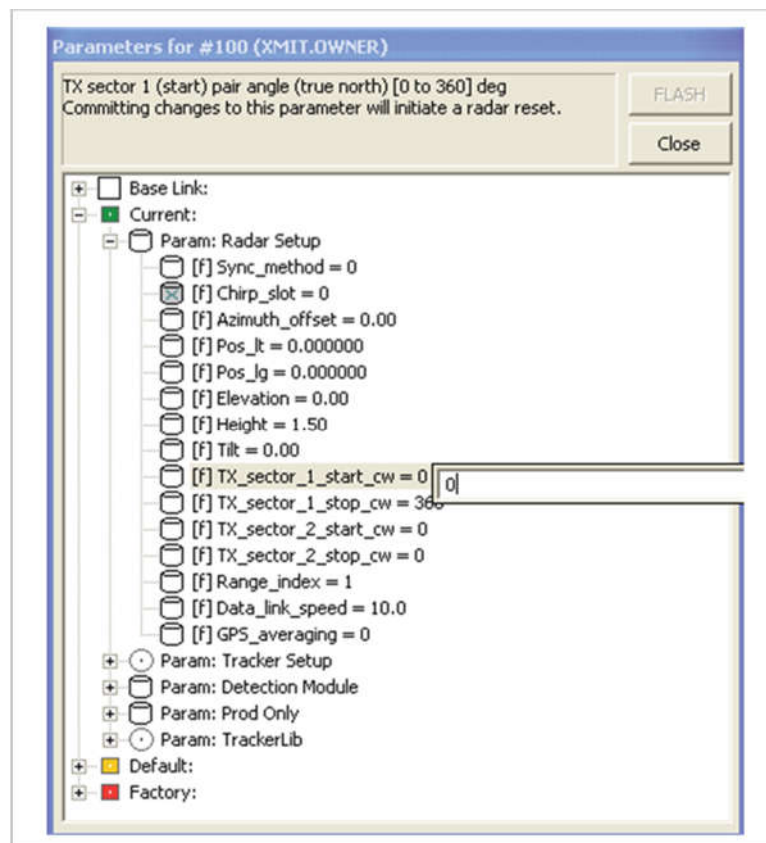 Parameters for #100 (XMIT.OWNER)
TX sector 1 (start) pair angle (true north) [0 to 360] deg
Committing changes to this parameter will initiate a radar reset.
FLASH
Close
Base Link:
Current:
Param: Radar Setup
[f] Sync_method = 0
[f] Chirp_slot = 0
[f] Azimuth_offset = 0.00
[f] Pos_lt = 0.000000
[f] Pos_lg = 0.000000
[f] Elevation = 0.00
[f] Height = 1.50
[f] Tilt = 0.00
[f] TX_sector_1_start_cw = 0
0
[f] TX_sector_1_stop_cw = 360
[f] TX_sector_2_start_cw = 0
[f] TX_sector_2_stop_cw = 0
[f] Range_index = 1
[f] Data_link_speed = 10.0
[f] GPS_averaging = 0
Param: Tracker Setup
Param: Detection Module
Param: Prod Only
Param: TrackerLib
Default:
Factory: